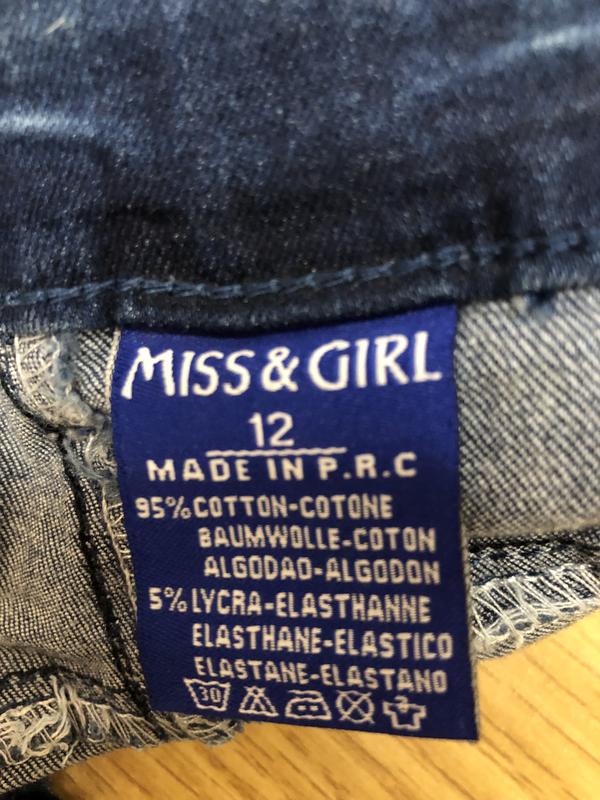 MISS & GIRL
12
MADE IN P.R.C
95% COTTON-COTONE
BAUMWOLLE-COTON
ALGODAO-ALGODON
5% LYCRA-ELASTHANNE
ELASTHANE-ELASTICO
ELASTANE-ELASTANO
30